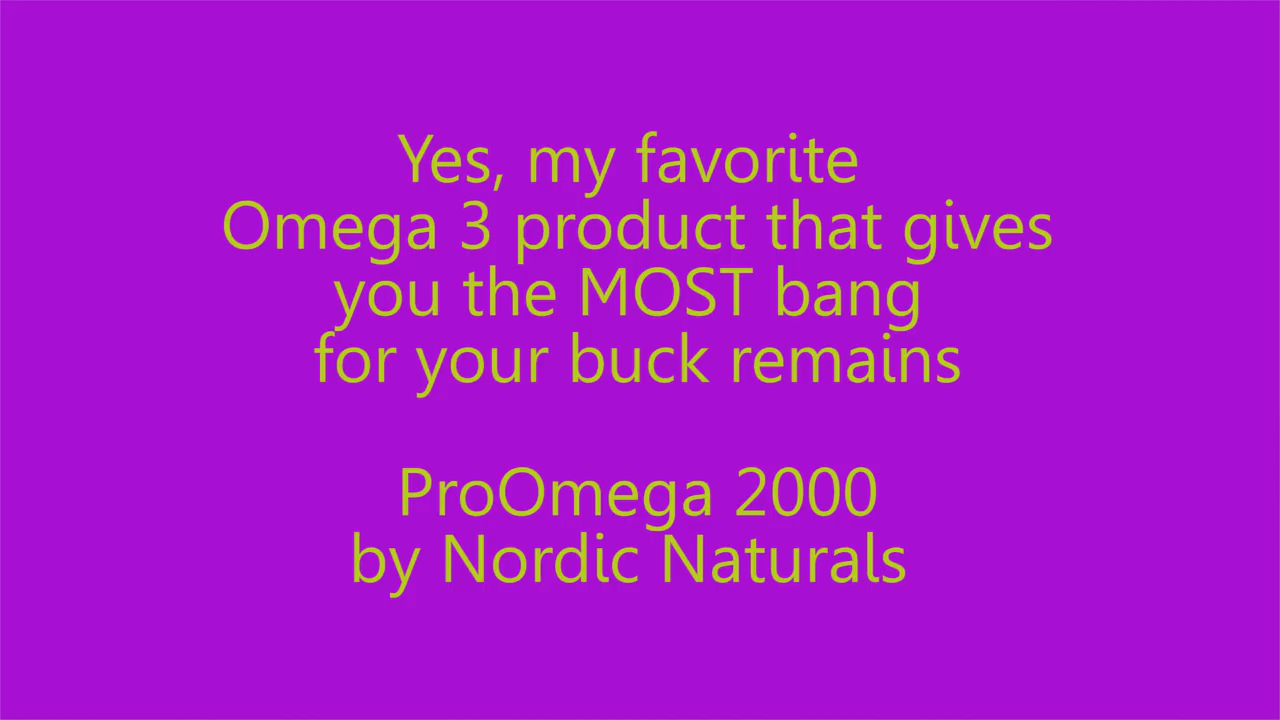 Yes, my favorite
Omega 3 product that gives
you the MOST bang
for your buck remains
ProOmega 2000
by Nordic Naturals